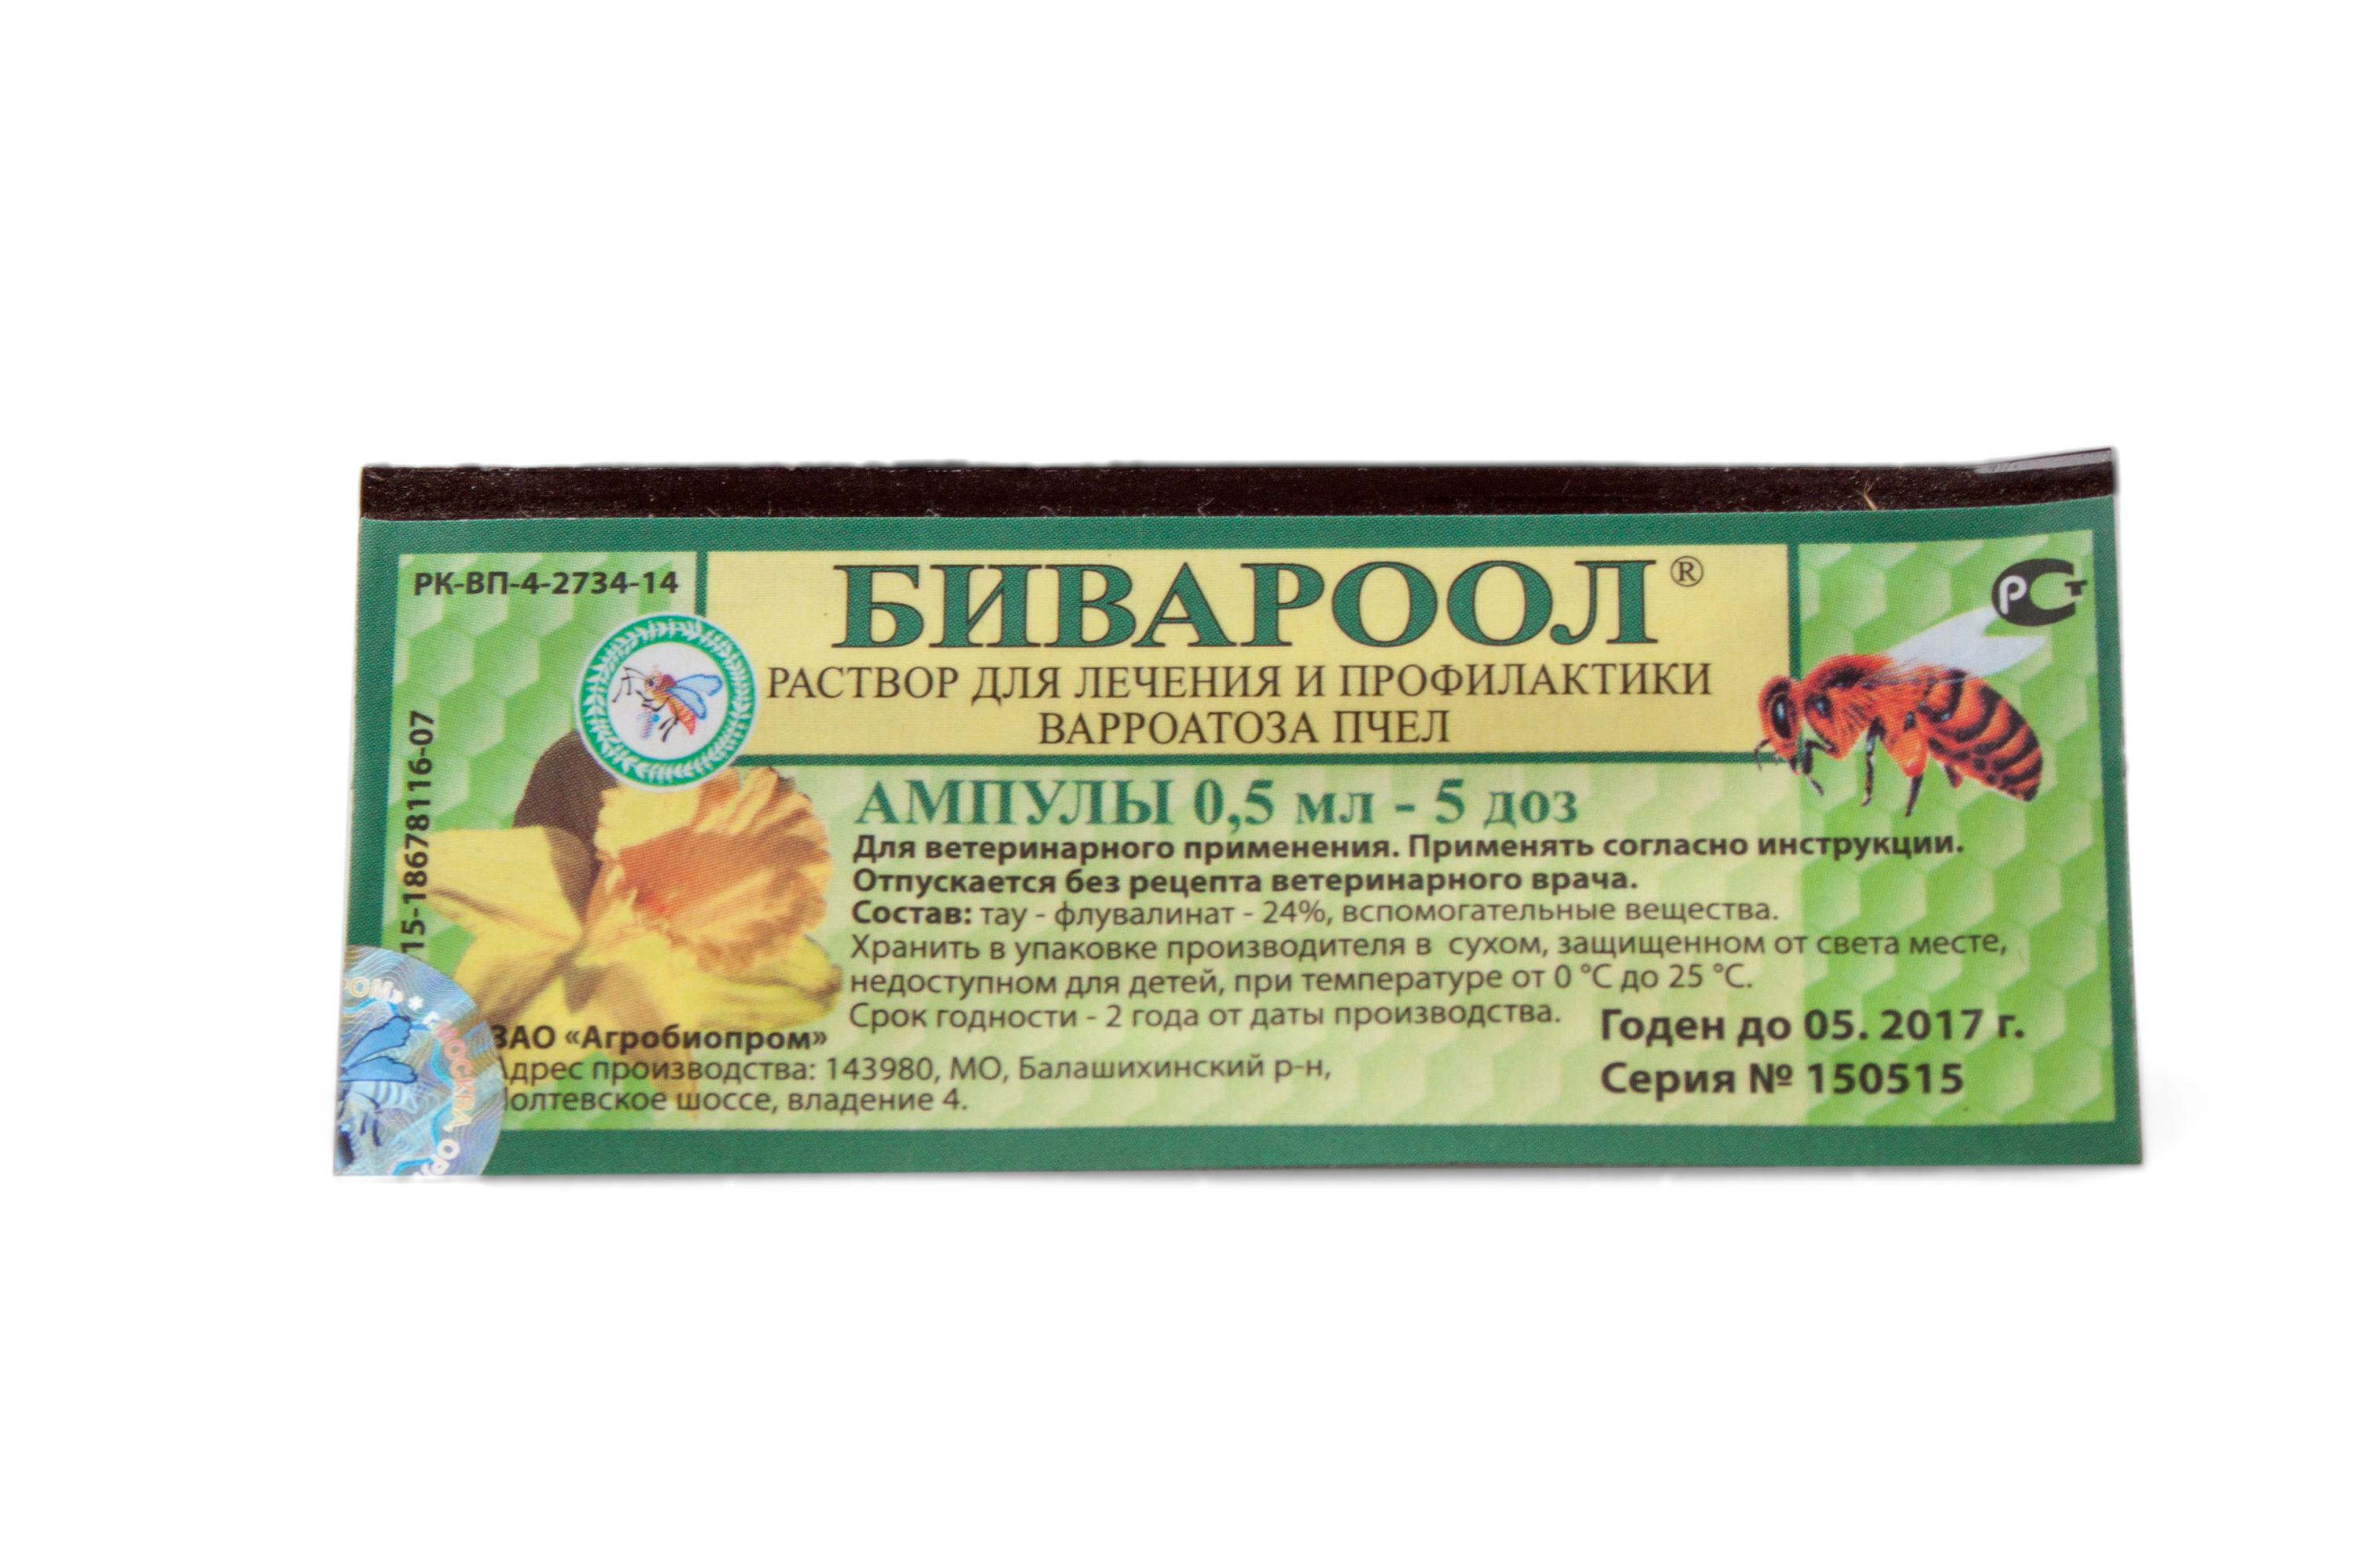 РК-ВП-4-2734-14
БИВАРООЛ®
РАСТВОР ДЛЯ ЛЕЧЕНИЯ И ПРОФИЛАКТИКИ
ВАРРОАТОЗА ПЧЕЛ
РСт
15-18678116-07
АМПУЛЫ 0,5 мл - 5 доз
Для ветеринарного применения. Применять согласно инструкции.
Отпускается без рецепта ветеринарного врача.
Состав: тау - флувалинат - 24%, вспомогательные вещества.
Хранить в упаковке производителя в сухом, защищенном от света месте,
недоступном для детей, при температуре от 0 °С до 25 °С.
Срок годности - 2 года от даты производства.
Годен до 05. 2017 г.
Серия № 150515
ЗАО «Агробиопром»
Адрес производства: 143980, МО, Балашихинский р-н,
шоссе, владение 4.
МОСКВА